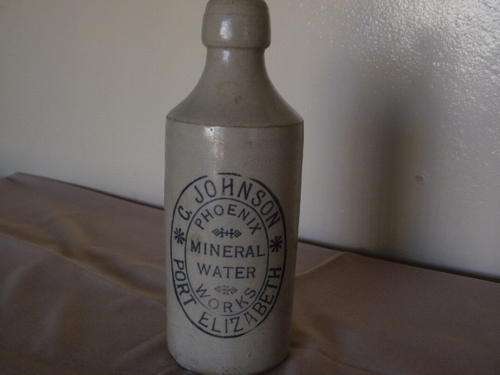 C. JOHNSON
PHOENIX
MINERAL
WATER
WORKS
PORT ELIZABETH